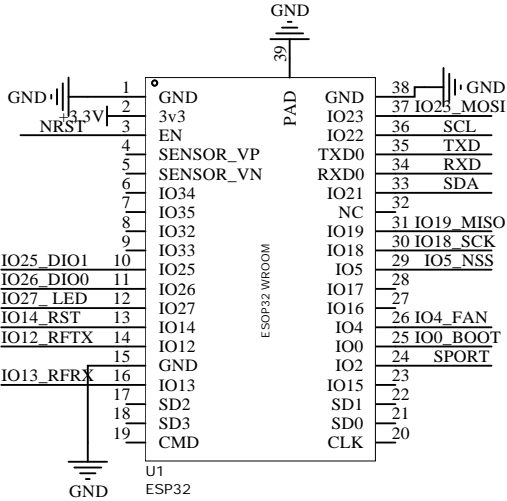 GND
39
GND 1 GND PAD GND 38 GND
+3.3V 2 3v3 IO23 37 IO23_MOSI
NRST 3 EN IO22 36 SCL
4 SENSOR_VP TXD0 35 TXD
5 SENSOR_VN RXD0 34 RXD
6 IO34 IO21 33 SDA
7 IO35 NC 32
8 IO32 IO19 31 IO19_MISO
9 IO33 IO18 30 IO18_SCK
IO25_DIO1 10 IO25 IO5 29 IO5_NSS
IO26_DIO0 11 IO26 IO17 28
IO27_ LED 12 IO27 IO16 27
IO14_RST 13 IO14 IO4 26 IO4_FAN
IO12_RFTX 14 IO12 IO0 25 IO0_BOOT
15 GND IO2 24 SPORT
IO13_RFRX 16 IO13 IO15 23
17 SD2 SD1 22
18 SD3 SD0 21
19 CMD CLK 20
ESOP32 WROOM
GND
U1
ESP32